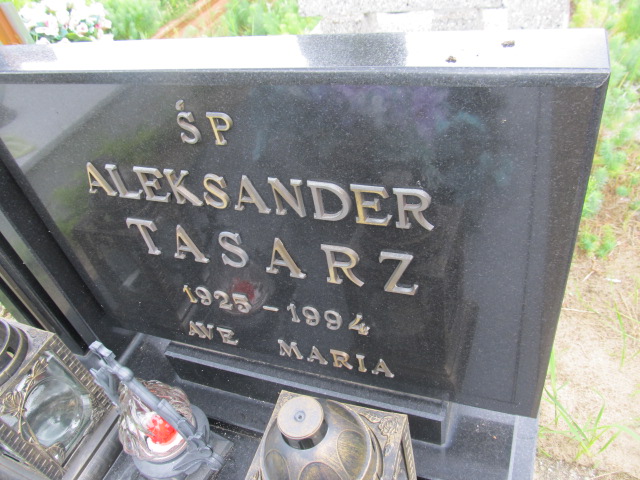 ŚP
ALEKSANDER
TASARZ
1925-1994
AVE MARIA